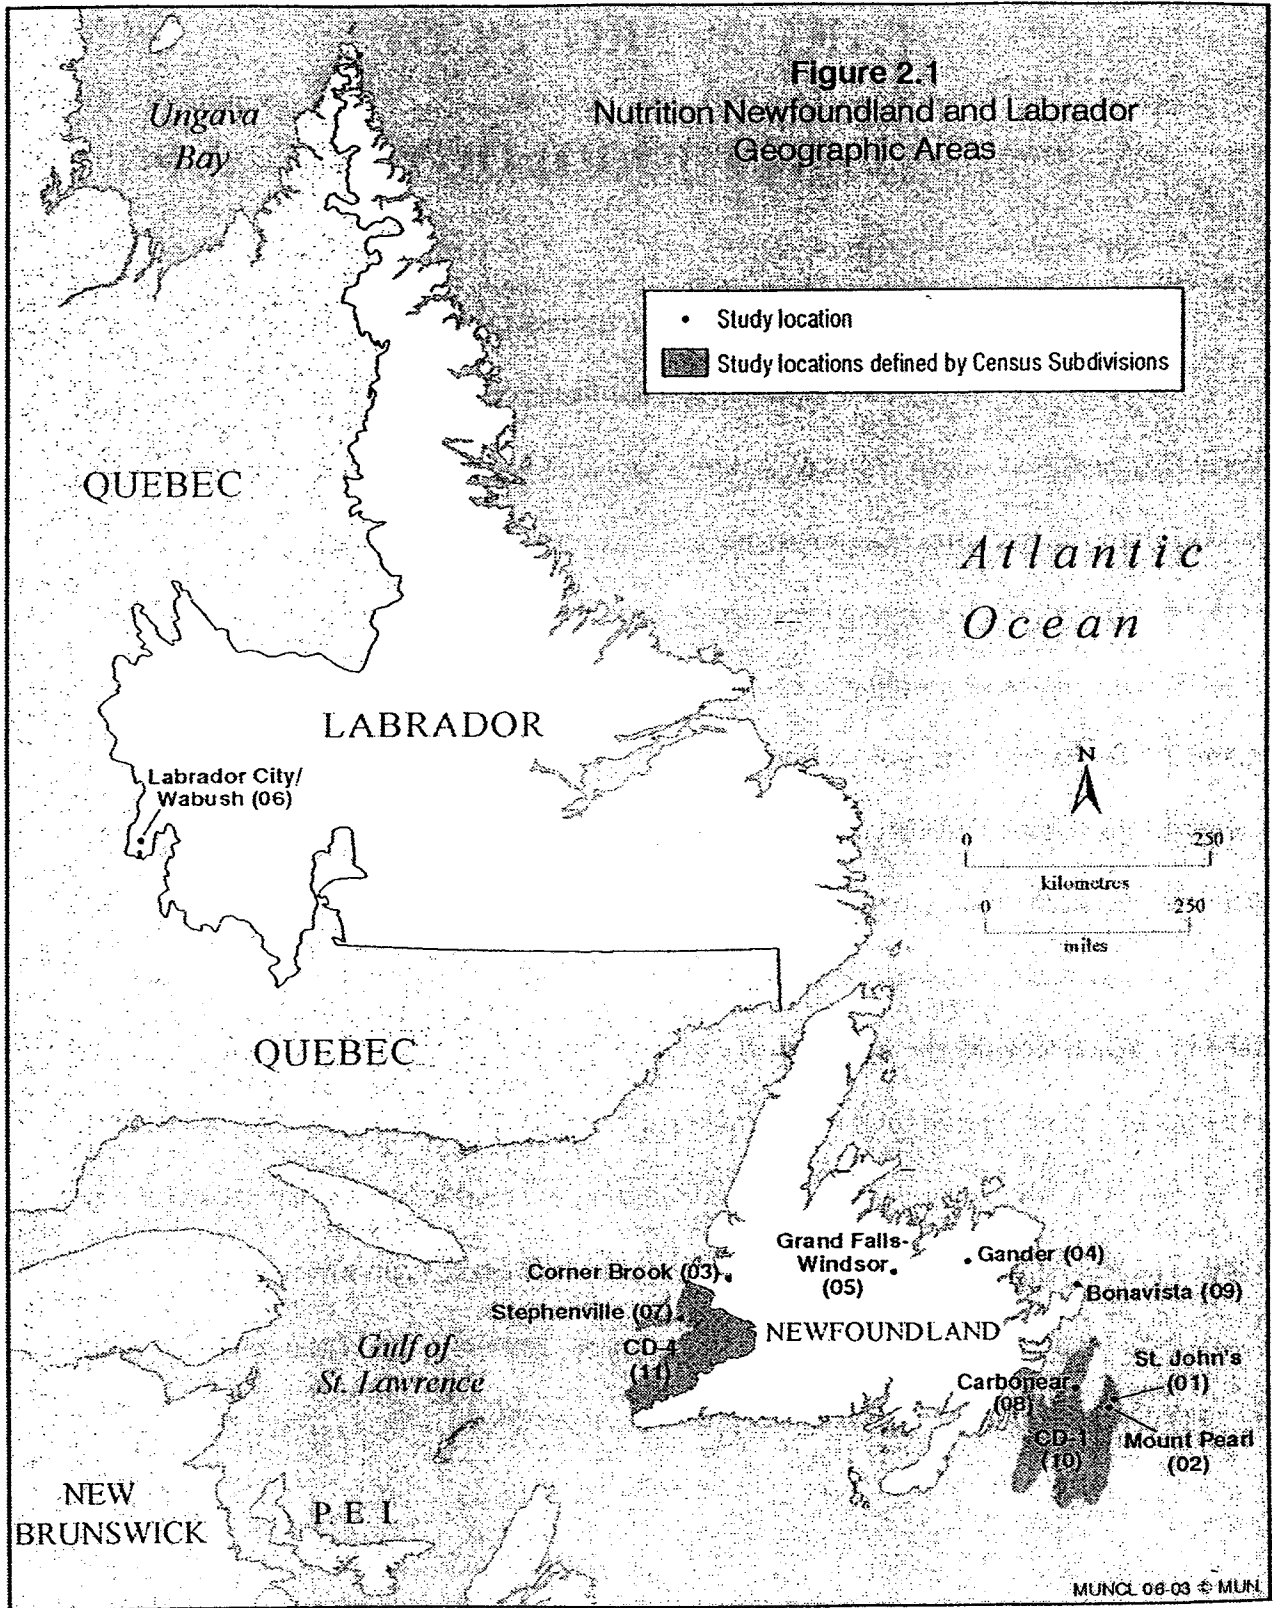 Figure 2.1
Nutrition Newfoundland and Labrador
Geographic Areas
Ungava
Bay
• Study location
Study locations defined by Census Subdivisions
QUEBEC
Atlantic
Ocean
LABRADOR
Labrador City/
Wabush (06)
N
0 250
kilometres
0 250
miles
QUEBEC
Grand Falls-
Windsor
(05)
Gander (04)
Corner Brook (03)
Bonavista (09)
Stephenville (07)
NEWFOUNDLAND
CD-4
(11)
Gulf of
St. Lawrence
St. John's
(01)
Carbonear
(08)
CD-1
(10)
Mount Pearl
(02)
NEW
BRUNSWICK
P E I
MUNCL 06-03 © MUN